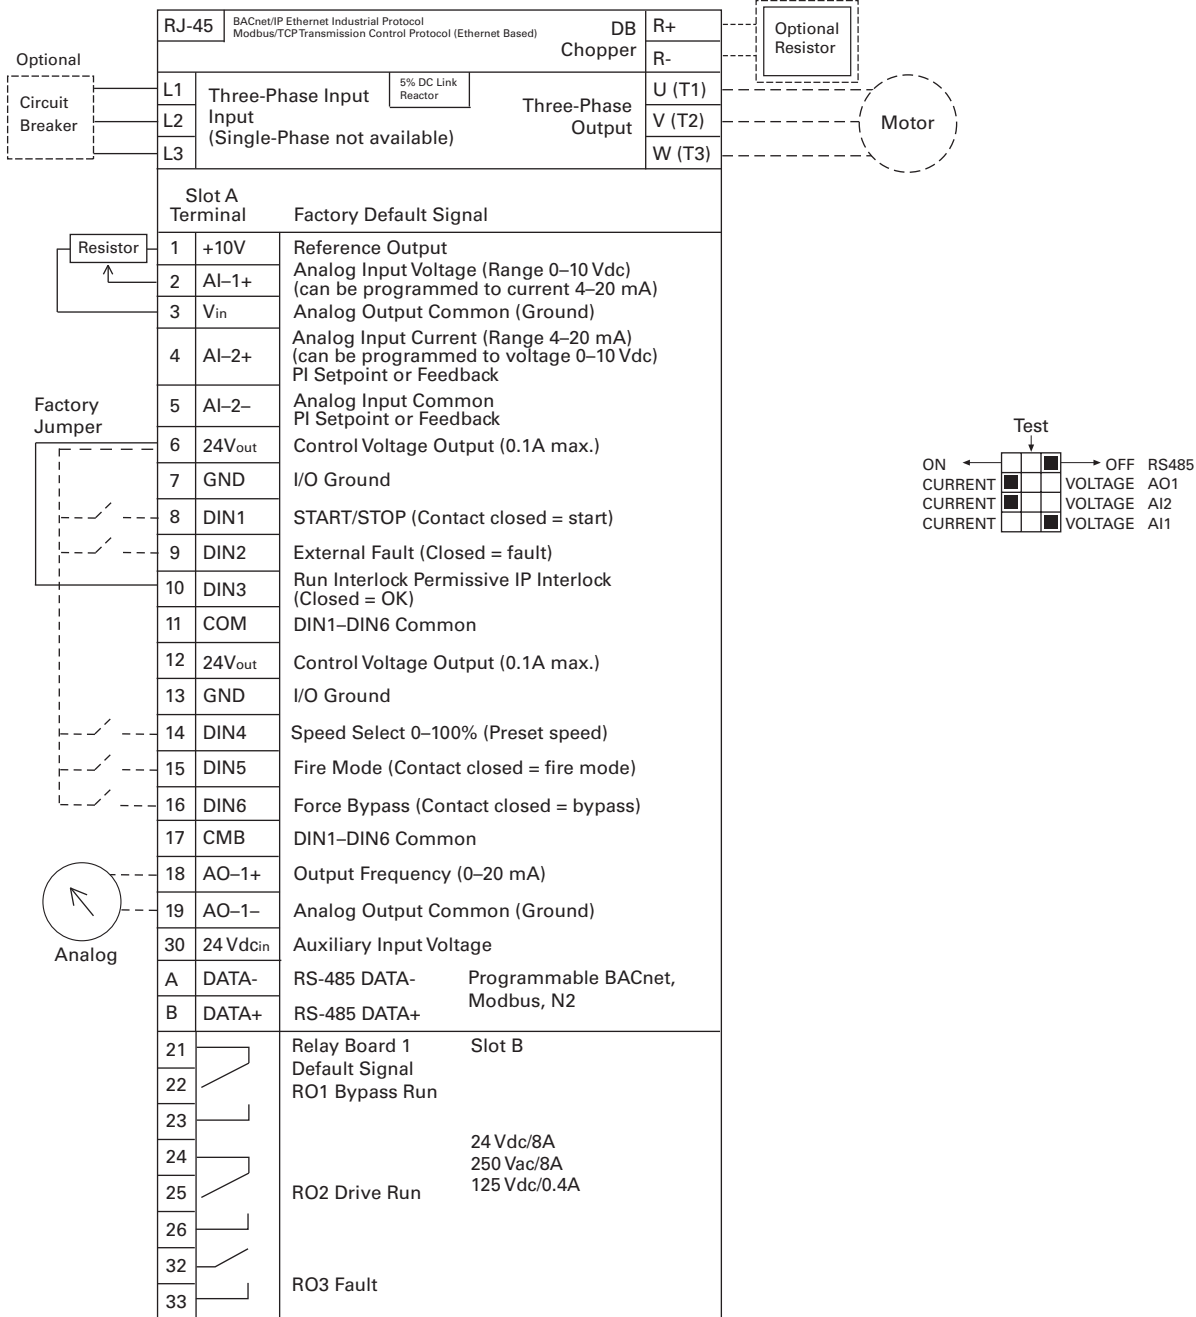 RJ-45 BACnet/IP Ethernet Industrial Protocol
Modbus/TCP Transmission Control Protocol (Ethernet Based)
DB
Chopper
R+
R-
Optional
Resistor
Optional
Circuit
Breaker
L1
L2
L3
Three-Phase Input
Input
(Single-Phase not available)
5% DC Link
Reactor
Three-Phase
Output
U (T1)
V (T2)
W (T3)
Motor
Slot A
Terminal Factory Default Signal
Resistor
1 +10V Reference Output
2 AI–1+ Analog Input Voltage (Range 0–10 Vdc)
(can be programmed to current 4–20 mA)
3 Vin Analog Output Common (Ground)
4 AI–2+ Analog Input Current (Range 4–20 mA)
(can be programmed to voltage 0–10 Vdc)
PI Setpoint or Feedback
5 AI–2– Analog Input Common
PI Setpoint or Feedback
Factory
Jumper
6 24Vout Control Voltage Output (0.1A max.)
7 GND I/O Ground
8 DIN1 START/STOP (Contact closed = start)
9 DIN2 External Fault (Closed = fault)
10 DIN3 Run Interlock Permissive IP Interlock
(Closed = OK)
11 COM DIN1–DIN6 Common
12 24Vout Control Voltage Output (0.1A max.)
13 GND I/O Ground
14 DIN4 Speed Select 0–100% (Preset speed)
15 DIN5 Fire Mode (Contact closed = fire mode)
16 DIN6 Force Bypass (Contact closed = bypass)
17 CMB DIN1–DIN6 Common
18 AO–1+ Output Frequency (0–20 mA)
19 AO–1– Analog Output Common (Ground)
Analog
30 24 Vdcin Auxiliary Input Voltage
A DATA- RS-485 DATA- Programmable BACnet,
Modbus, N2
B DATA+ RS-485 DATA+
21 Relay Board 1 Slot B
Default Signal
22 RO1 Bypass Run
23
24
25 RO2 Drive Run
26
24 Vdc/8A
250 Vac/8A
125 Vdc/0.4A
32
33
RO3 Fault
Test
ON OFF RS485
CURRENT VOLTAGE AO1
CURRENT VOLTAGE AI2
CURRENT VOLTAGE AI1